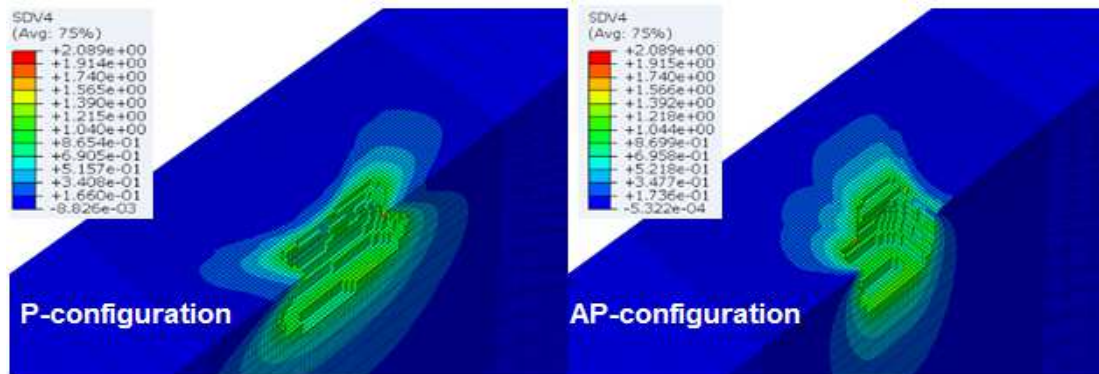 SDV4
(Avg: 75%)
+2.089e+00
+1.914e+00
+1.740e+00
+1.565e+00
+1.390e+00
+1.215e+00
+1.040e+00
+8.654e-01
+6.905e-01
+5.157e-01
+3.408e-01
+1.660e-01
-8.826e-03
P-configuration
SDV4
(Avg: 75%)
+2.089e+00
+1.915e+00
+1.740e+00
+1.566e+00
+1.392e+00
+1.218e+00
+1.044e+00
+8.699e-01
+6.958e-01
+5.218e-01
+3.477e-01
+1.736e-01
-5.322e-04
AP-configuration